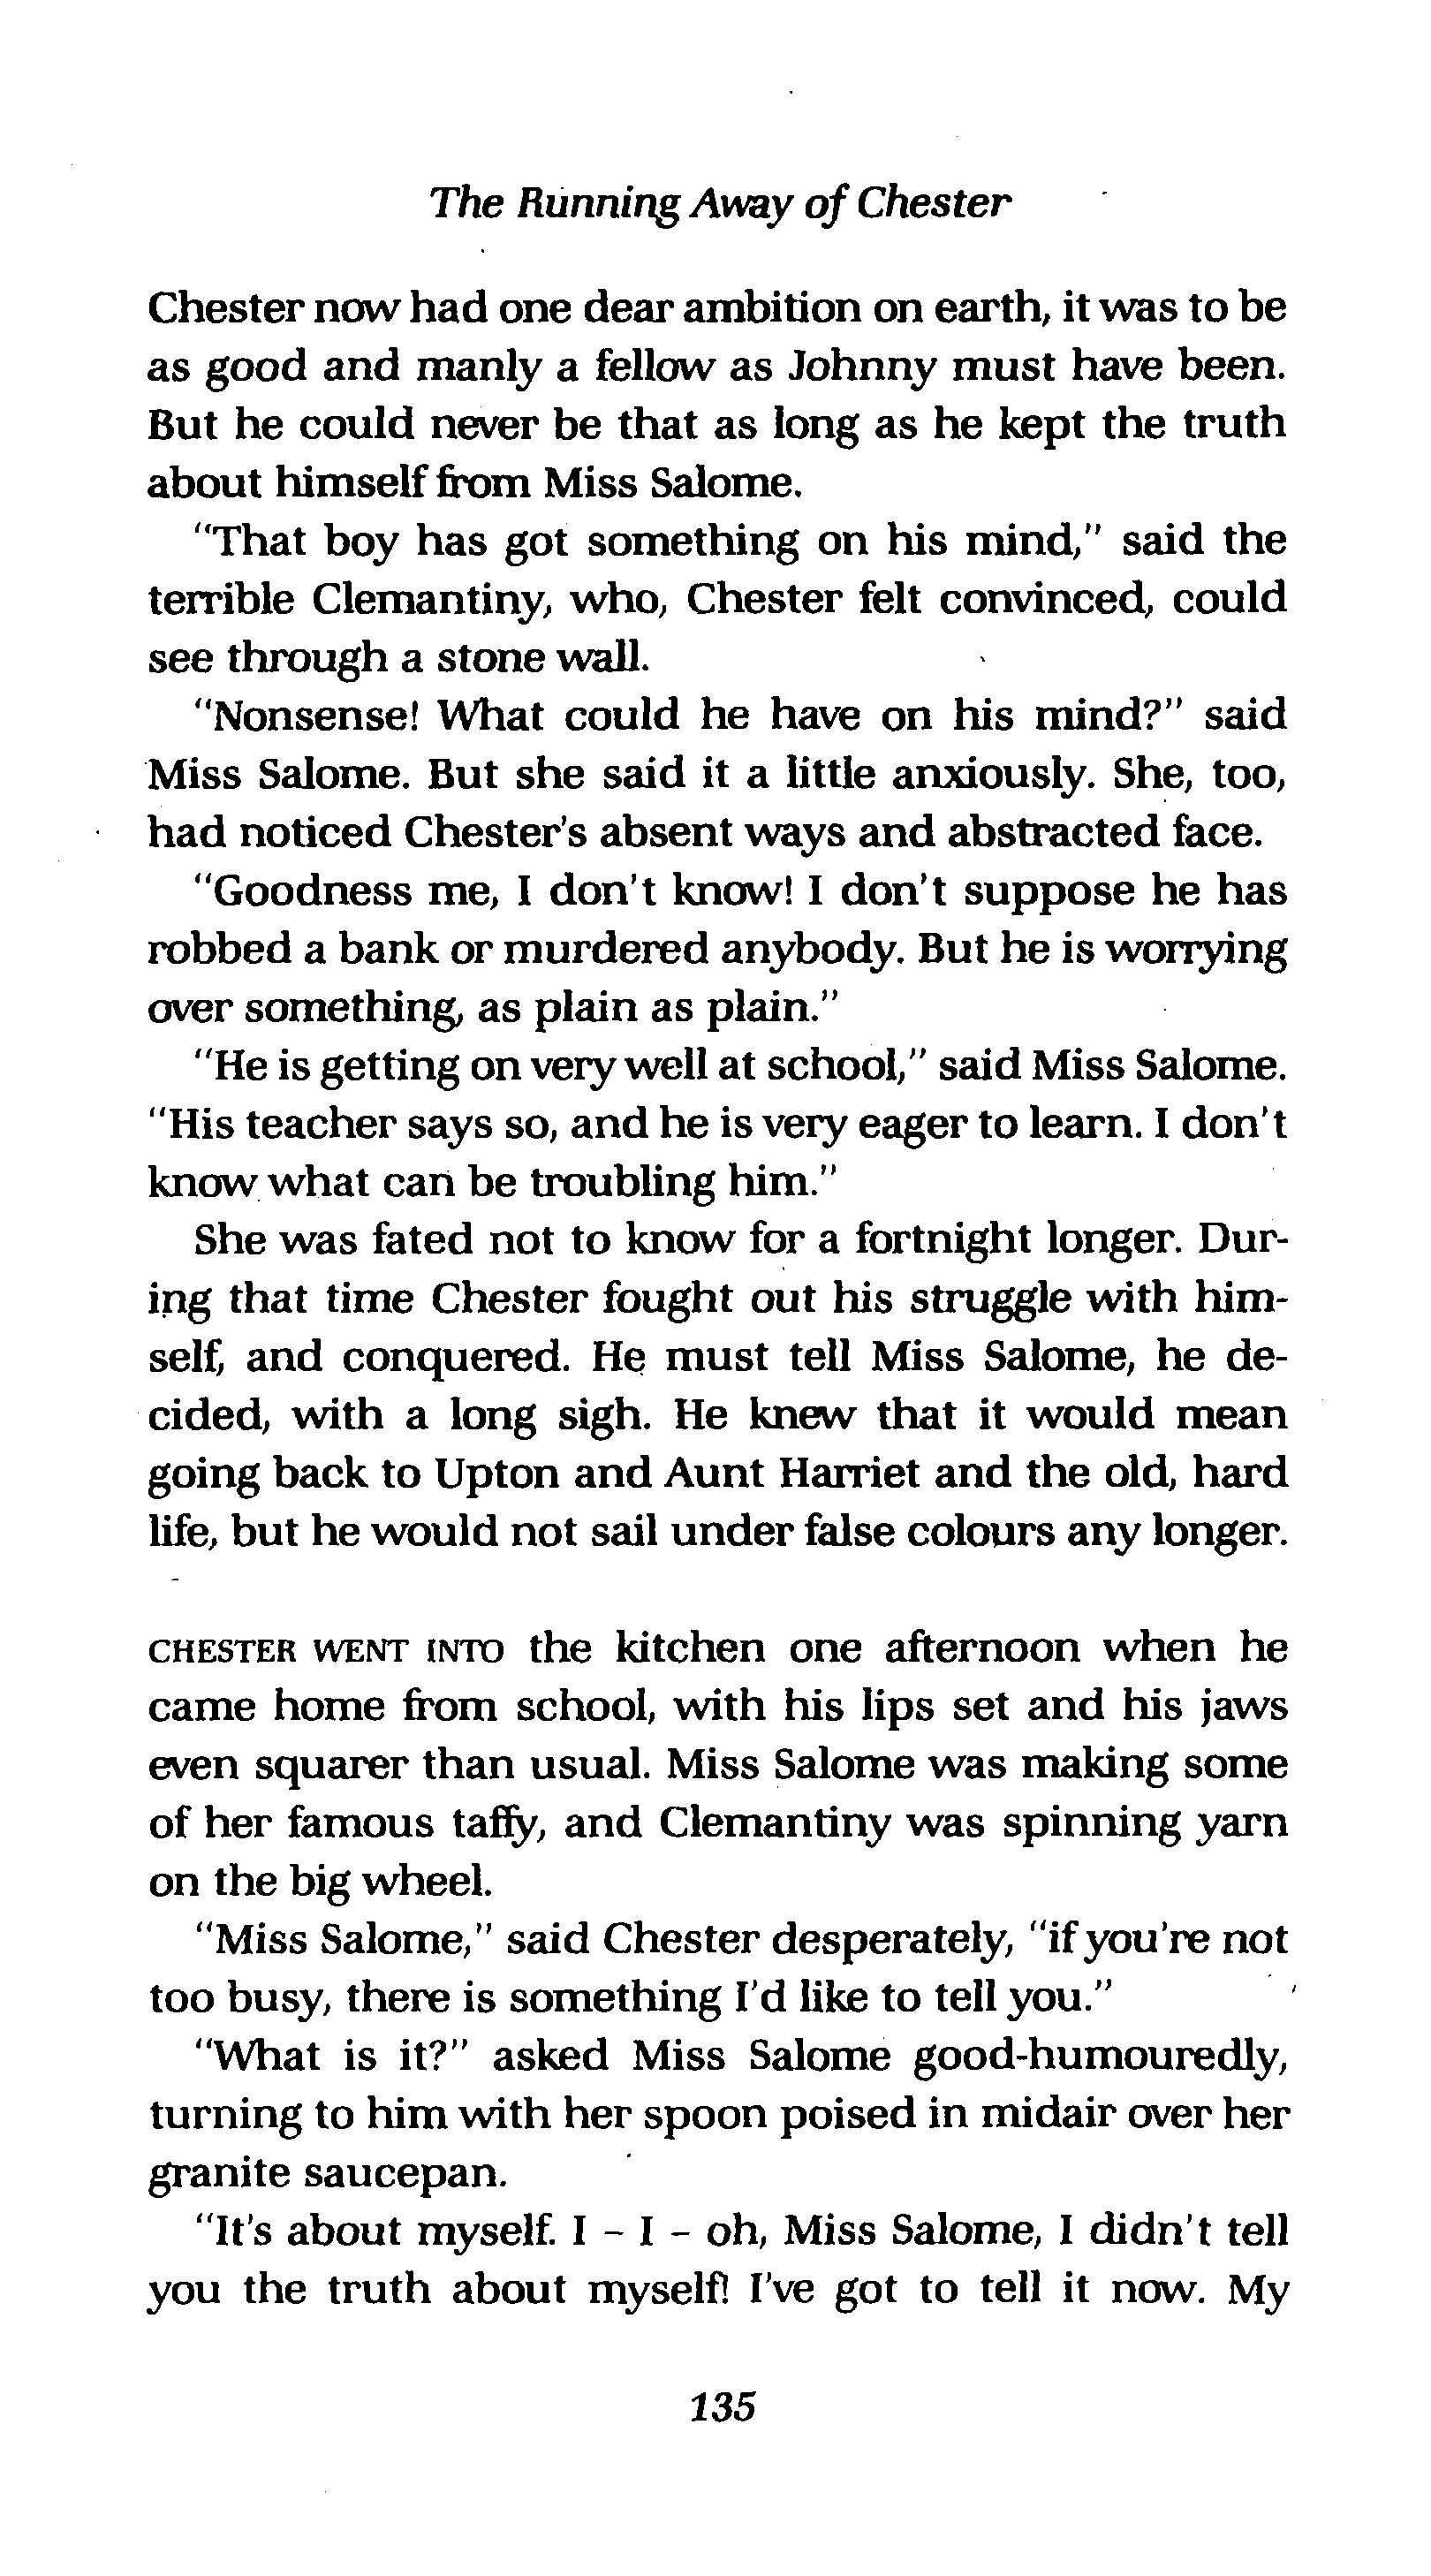 The Running Away of Chester
Chester now had one dear ambition on earth, it was to be
as good and manly a fellow as Johnny must have been.
But he could never be that as long as he kept the truth
about himself from Miss Salome.
"That boy has got something on his mind," said the
terrible Clemantiny, who, Chester felt convinced, could
see through a stone wall.
"Nonsense! What could he have on his mind?" said
Miss Salome. But she said it a little anxiously. She, too,
had noticed Chester's absent ways and abstracted face.
"Goodness me, I don't know! I don't suppose he has
robbed a bank or murdered anybody. But he is worrying
over something, as plain as plain."
"He is getting on very well at school," said Miss Salome.
"His teacher says so, and he is very eager to learn. I don't
know what can be troubling him."
She was fated not to know for a fortnight longer. Dur-
ing that time Chester fought out his struggle with him-
self, and conquered. He must tell Miss Salome, he de-
cided, with a long sigh. He knew that it would mean
going back to Upton and Aunt Harriet and the old, hard
life, but he would not sail under false colours any longer.
CHESTER WENT INTO the kitchen one afternoon when he
came home from school, with his lips set and his jaws
even squarer than usual. Miss Salome was making some
of her famous taffy, and Clemantiny was spinning yarn
on the big wheel.
"Miss Salome," said Chester desperately, "if you're not
too busy, there is something I'd like to tell you."
"What is it?" asked Miss Salome good-humouredly,
turning to him with her spoon poised in midair over her
granite saucepan.
"It's about myself. I – I – oh, Miss Salome, I didn't tell
you the truth about myself! I've got to tell it now. My
135